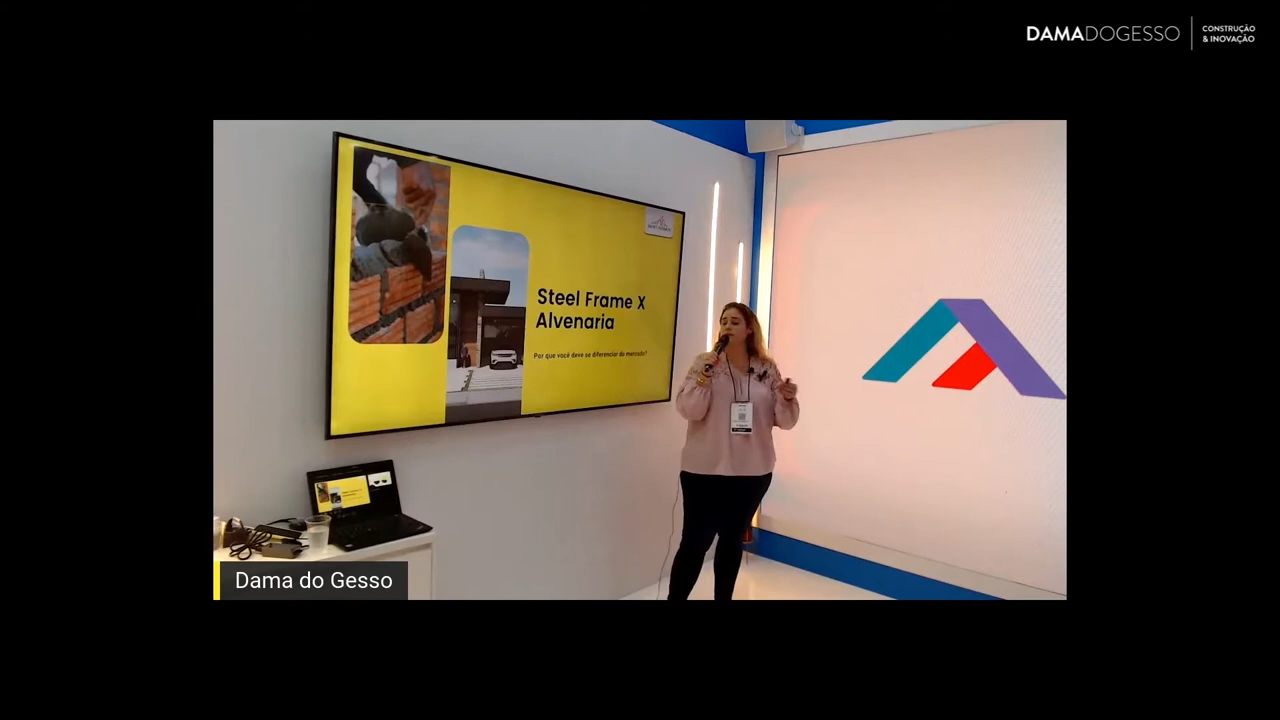 DAMADOGESSO
CONSTRUÇÃO
& INOVAÇÃO
Steel Frame X
Alvenaria
Por que você deve se diferenciar do mercado?
Dama do Gesso